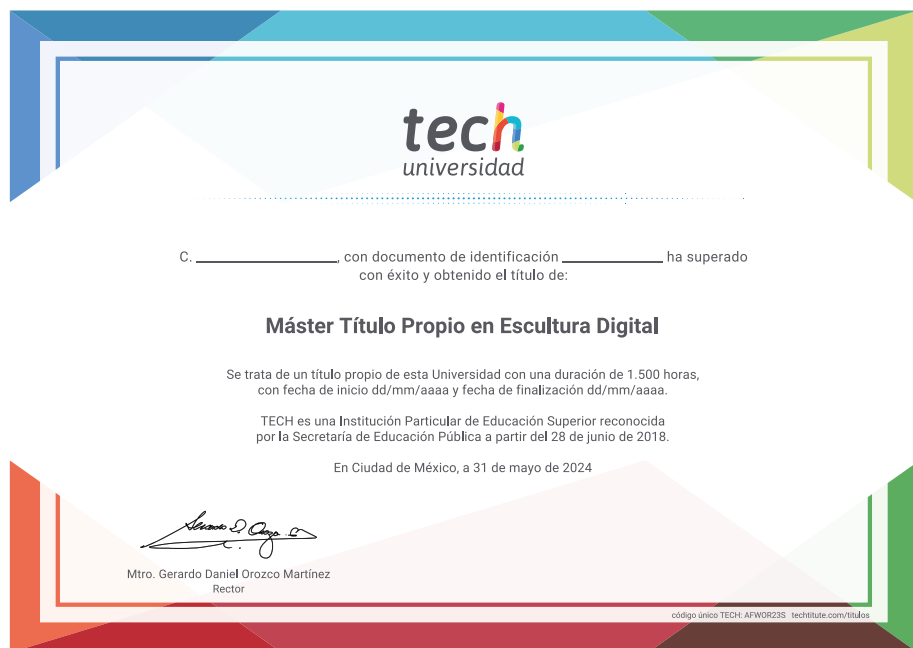 tech
universidad
C. ____________, con documento de identificación ____________ ha superado
con éxito y obtenido el título de:
Máster Título Propio en Escultura Digital
Se trata de un título propio de esta Universidad con una duración de 1.500 horas,
con fecha de inicio dd/mm/aaaa y fecha de finalización dd/mm/aaaa.
TECH es una Institución Particular de Educación Superior reconocida
por la Secretaría de Educación Pública a partir del 28 de junio de 2018.
En Ciudad de México, a 31 de mayo de 2024
Mtro. Gerardo Daniel Orozco Martínez
Rector
código único TECH: AFWOR23S techtitute.com/titulos